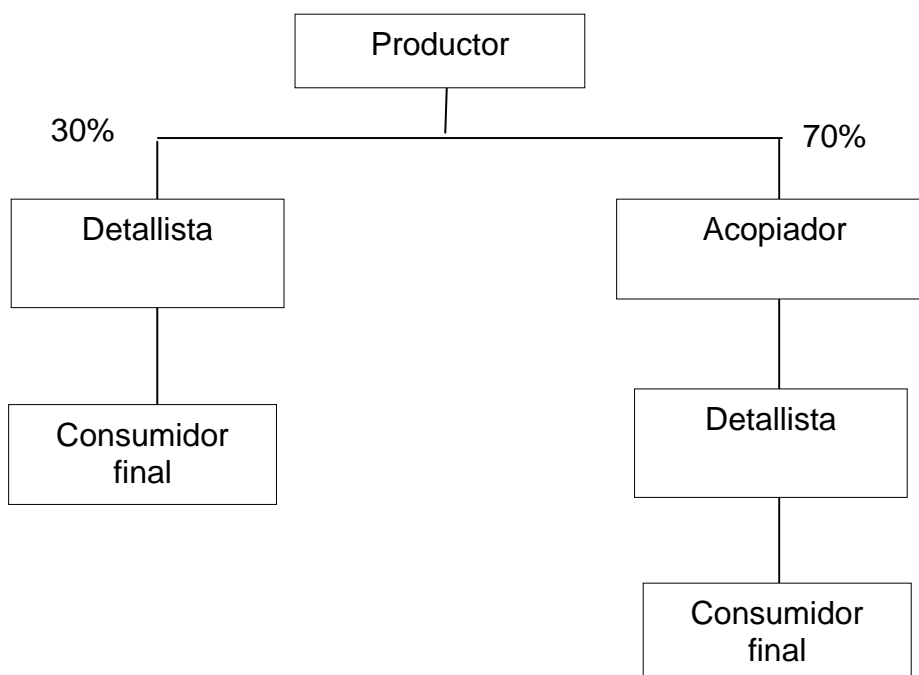 Productor
30%
70%
Detallista
Acopiador
Consumidor
final
Detallista
Consumidor
final